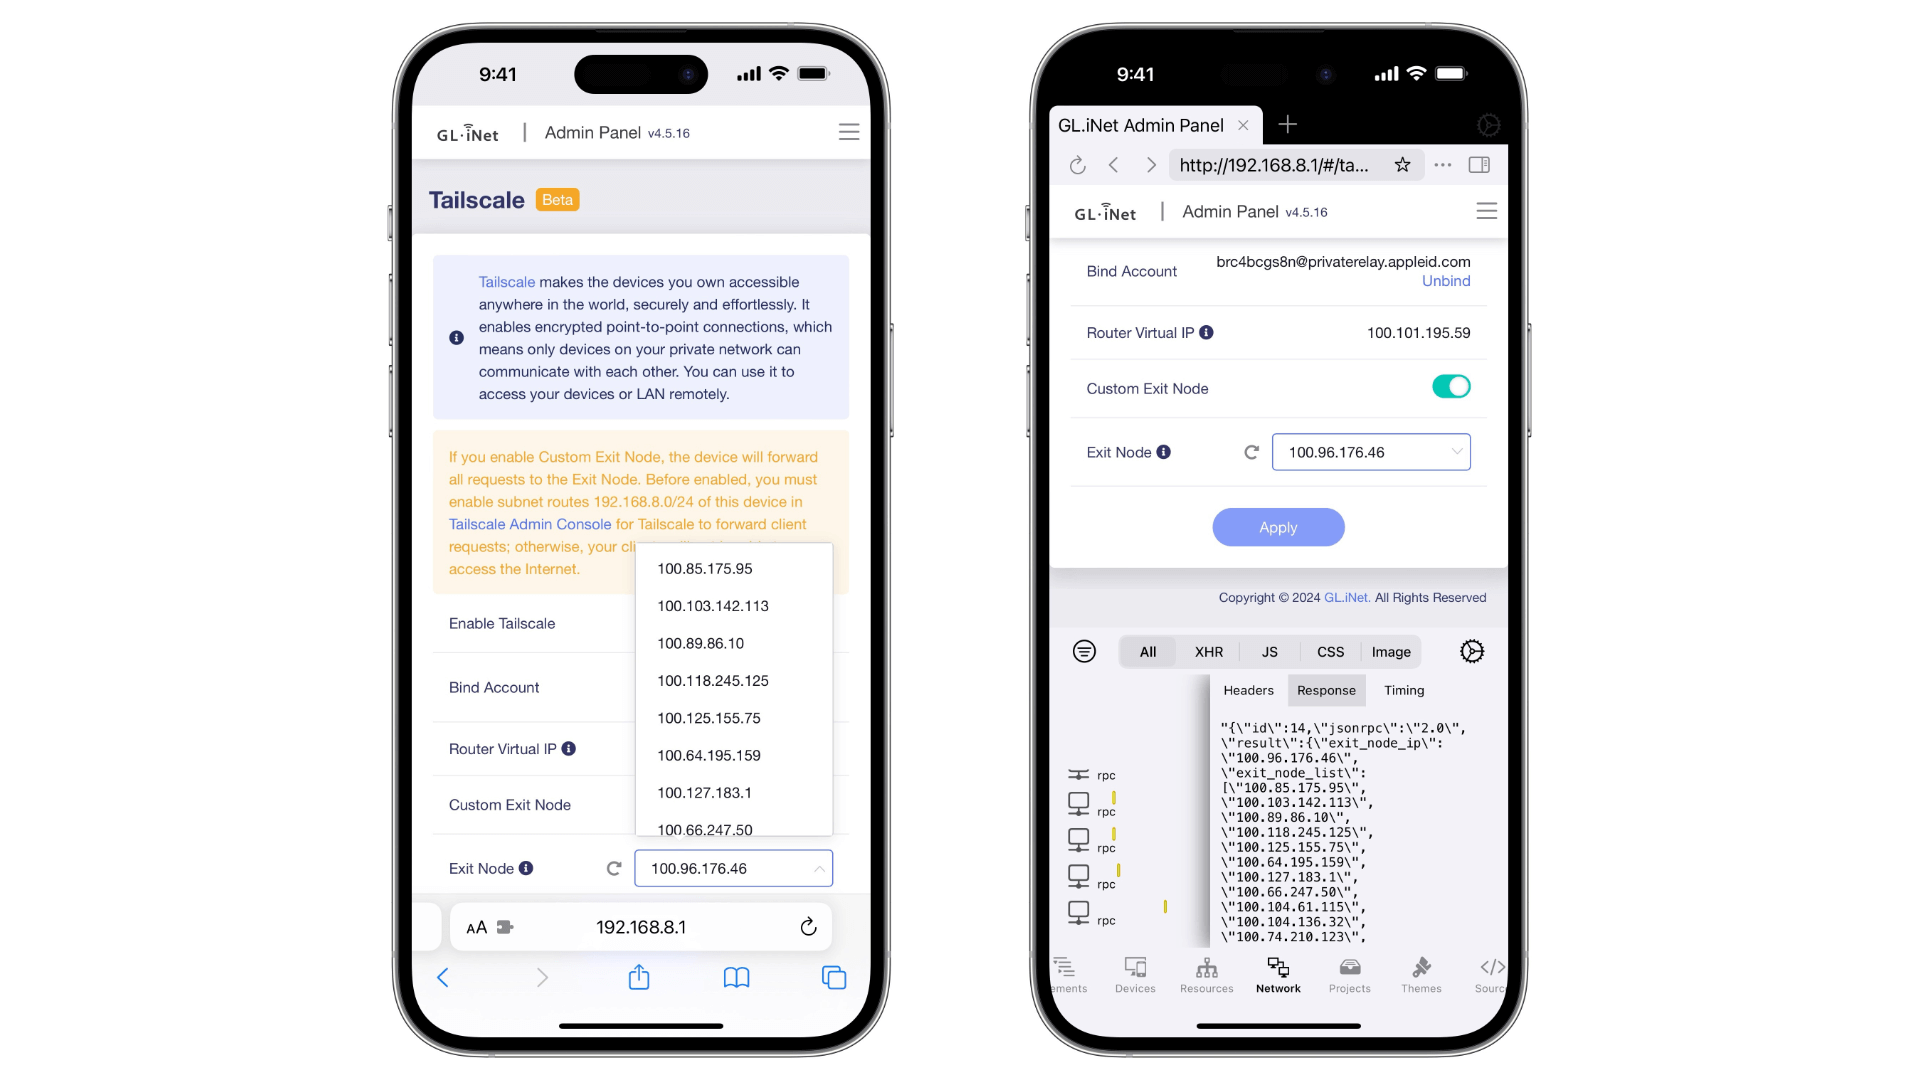 9:41
GL·iNet | Admin Panel v4.5.16
Tailscale Beta
Tailscale makes the devices you own accessible
anywhere in the world, securely and effortlessly. It
enables encrypted point-to-point connections, which
means only devices on your private network can
communicate with each other. You can use it to
access your devices or LAN remotely.
If you enable Custom Exit Node, the device will forward
all requests to the Exit Node. Before enabled, you must
enable subnet routes 192.168.8.0/24 of this device in
Tailscale Admin Console for Tailscale to forward client
requests; otherwise, your
access the Internet.
100.85.175.95
100.103.142.113
100.89.86.10
100.118.245.125
100.125.155.75
100.64.195.159
100.127.183.1
100.66.247.50
Enable Tailscale
Bind Account
Router Virtual IP
Custom Exit Node
Exit Node 100.96.176.46
AA 192.168.8.1
9:41
GL.iNet Admin Panel
http://192.168.8.1/#/ta...
GL·iNet | Admin Panel v4.5.16
Bind Account brc4bcgs8n@privaterelay.appleid.com
Unbind
Router Virtual IP 100.101.195.59
Custom Exit Node
Exit Node 100.96.176.46
Apply
Copyright © 2024 GL.iNet. All Rights Reserved
All XHR JS CSS Image
Headers Response Timing
"{\"id\":14,\"jsonrpc\":\"2.0\",
\"result\":{\"exit_node_ip\":
\"100.96.176.46\",
\"exit_node_list\":
[\"100.85.175.95\",
\"100.103.142.113\",
\"100.89.86.10\",
\"100.118.245.125\",
\"100.125.155.75\",
\"100.64.195.159\",
\"100.127.183.1\",
\"100.66.247.50\",
\"100.104.61.115\",
\"100.104.136.32\",
\"100.74.210.123\",
rpc
rpc
rpc
rpc
rpc
ements Devices Resources Network Projects Themes Sourc